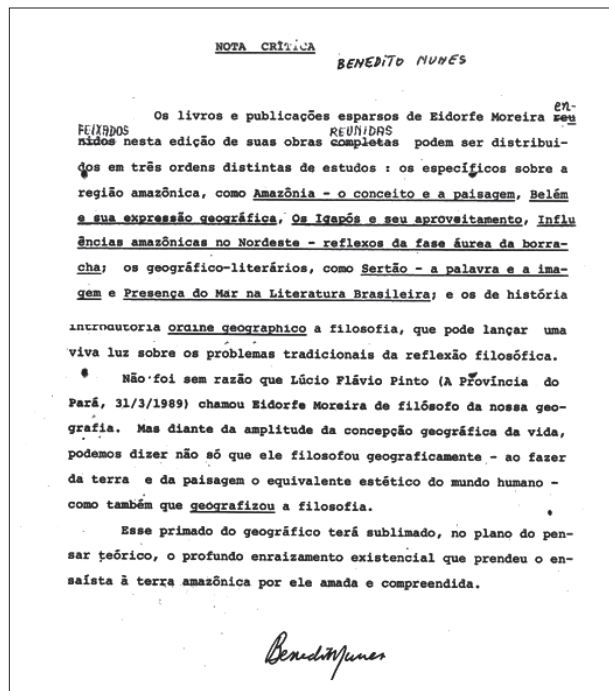 NOTA CRÍTICA
BENEDITO NUNES
Os livros e publicações esparsos de Eidorfe Moreira en-
FEIXADOS nesta edição de suas obras REUNIDAS completas podem ser distribui-
dos em três ordens distintas de estudos : os específicos sobre a
região amazônica, como Amazônia - o conceito e a paisagem, Belém
e sua expressão geográfica, Os Igapós e seu aproveitamento, Influ
ências amazônicas no Nordeste - reflexos da fase áurea da borra-
cha; os geográfico-literários, como Sertão - a palavra e a ima-
gem e Presença do Mar na Literatura Brasileira; e os de história
introdutória ordine geographico a filosofia, que pode lançar uma
viva luz sobre os problemas tradicionais da reflexão filosófica.
Não foi sem razão que Lúcio Flávio Pinto (A Província do
Pará, 31/3/1989) chamou Eidorfe Moreira de filósofo da nossa geo-
grafia. Mas diante da amplitude da concepção geográfica da vida,
podemos dizer não só que ele filosofou geograficamente - ao fazer
da terra e da paisagem o equivalente estético do mundo humano -
como também que geografizou a filosofia.
Esse primado do geográfico terá sublimado, no plano do pen-
sar teórico, o profundo enraizamento existencial que prendeu o en-
saísta à terra amazônica por ele amada e compreendida.
Benedito Nunes